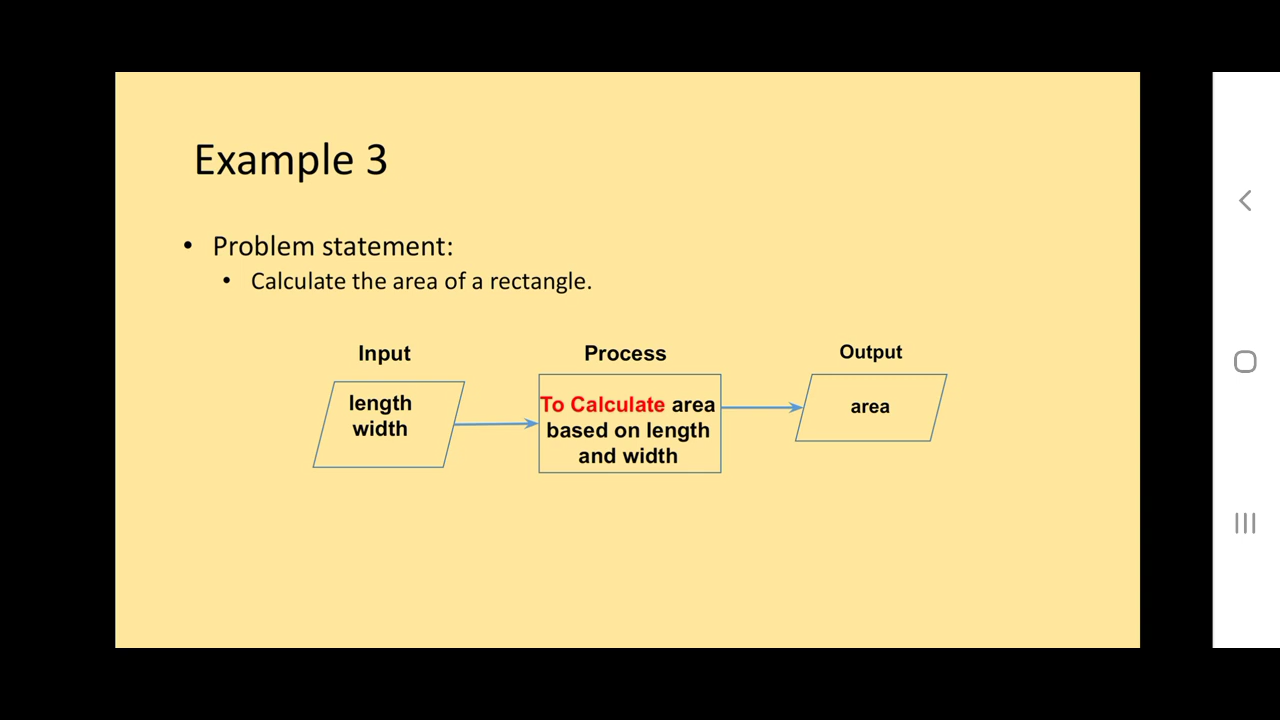 Example 3
• Problem statement:
• Calculate the area of a rectangle.
Input
Process
Output
length
width
To Calculate area
based on length
and width
area